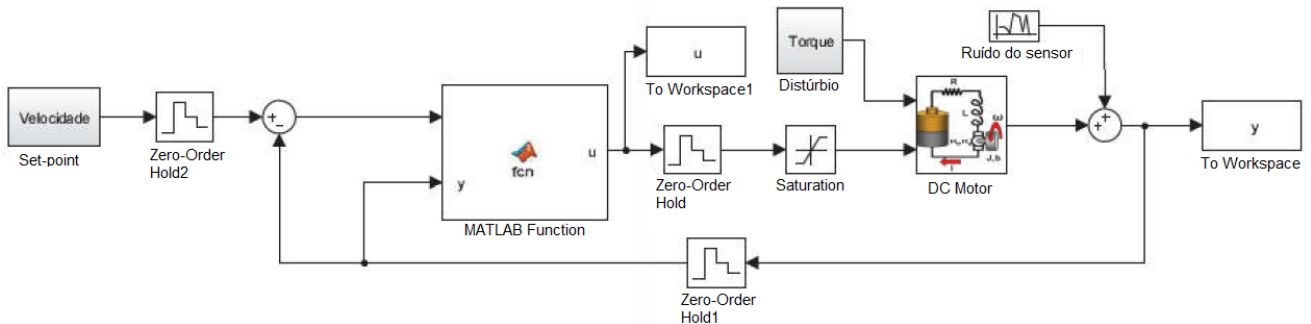 Velocidade
Set-point
Zero-Order
Hold2
y
fcn
u
MATLAB Function
u
To Workspace1
Zero-Order
Hold
Torque
Distúrbio
Saturation
R
L
J,b
DC Motor
Ruído do sensor
y
To Workspace
Zero-Order
Hold1